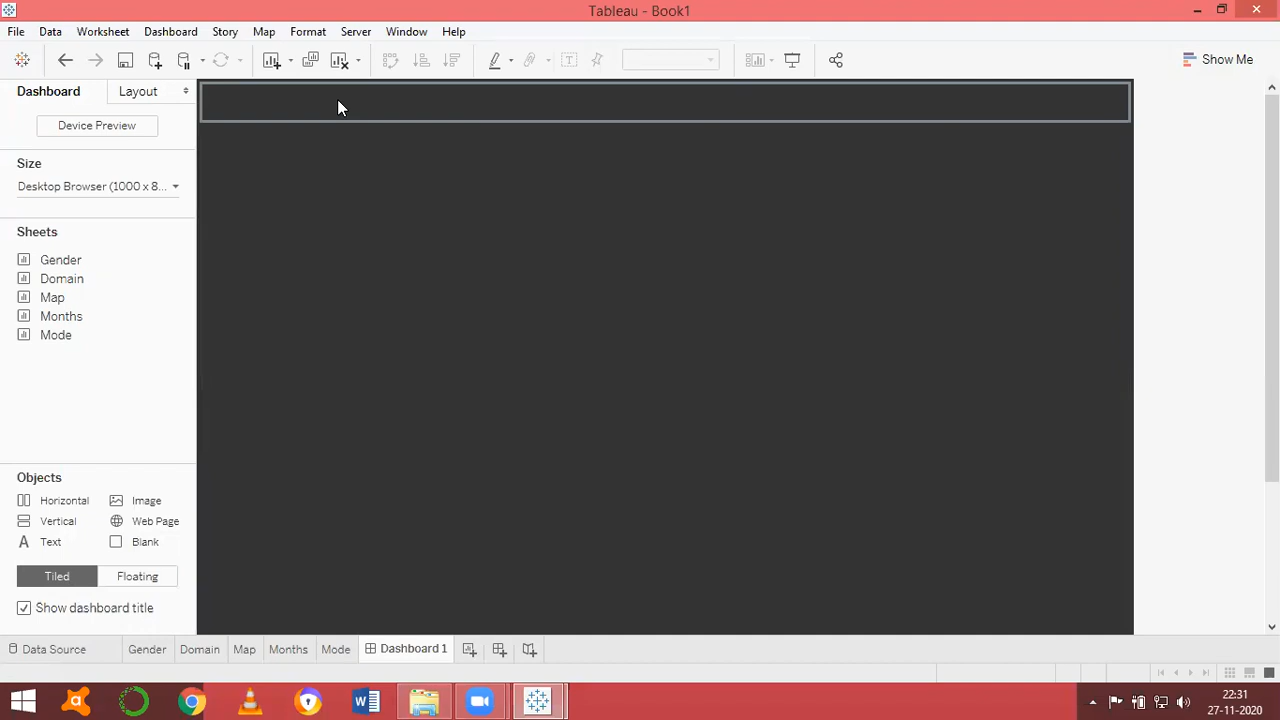 Tableau - Book1
File Data Worksheet Dashboard Story Map Format Server Window Help
Show Me
Dashboard Layout
Device Preview
Size
Desktop Browser (1000 x 8...
Sheets
Gender
Domain
Map
Months
Mode
Objects
Horizontal Image
Vertical Web Page
A Text Blank
Tiled Floating
Show dashboard title
Data Source Gender Domain Map Months Mode Dashboard 1
22:31
27-11-2020